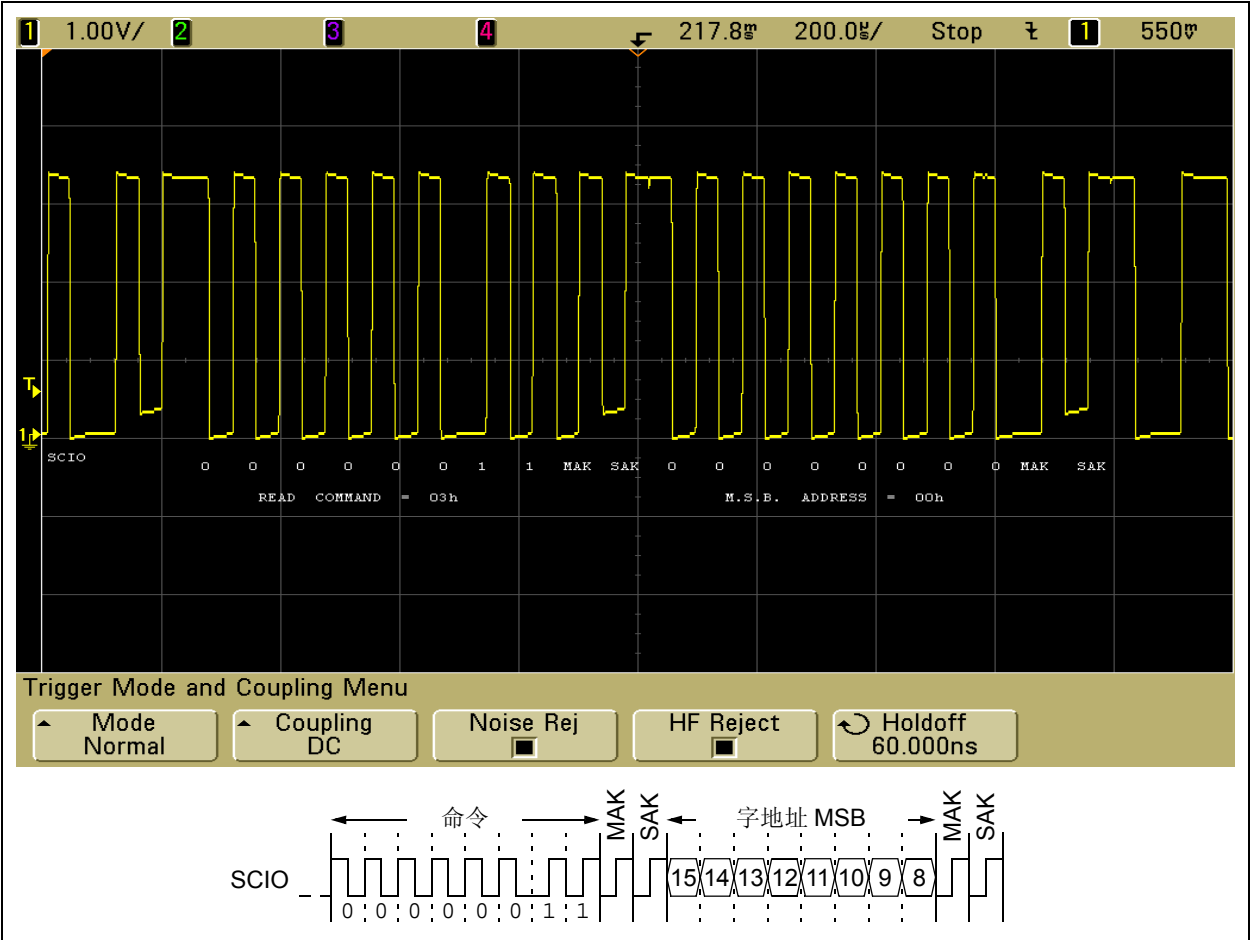 1 1.00V/ 2 3 4 217.8ms 200.0us/ Stop 1 550mV
T
1
SCIO
0 0 0 0 0 0 1 1 MAK SAK 0 0 0 0 0 0 0 0 MAK SAK
READ COMMAND = 03h M.S.B. ADDRESS = 00h
Trigger Mode and Coupling Menu
Mode Coupling Noise Rej HF Reject Holdoff
Normal DC 60.000ns
命令 MAK SAK 字地址 MSB MAK SAK
SCIO 15 14 13 12 11 10 9 8
0 0 0 0 0 0 1 1